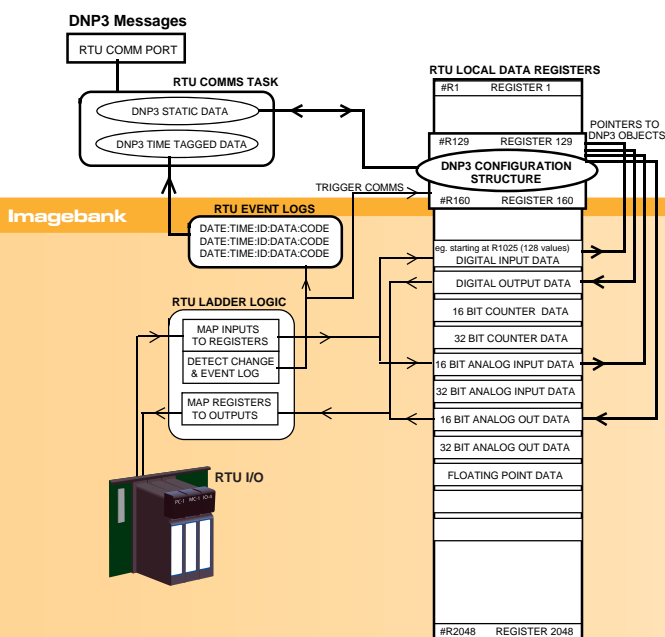 DNP3 Messages
RTU COMM PORT
RTU COMMS TASK
DNP3 STATIC DATA
DNP3 TIME TAGGED DATA
RTU LOCAL DATA REGISTERS
#R1 REGISTER 1
#R129 REGISTER 129
DNP3 CONFIGURATION
STRUCTURE
#R160 REGISTER 160
POINTERS TO
DNP3 OBJECTS
TRIGGER COMMS
Imagebank
RTU EVENT LOGS
DATE:TIME:ID:DATA:CODE
DATE:TIME:ID:DATA:CODE
DATE:TIME:ID:DATA:CODE
eg. starting at R1025 (128 values)
DIGITAL INPUT DATA
DIGITAL OUTPUT DATA
16 BIT COUNTER DATA
32 BIT COUNTER DATA
16 BIT ANALOG INPUT DATA
32 BIT ANALOG INPUT DATA
16 BIT ANALOG OUT DATA
32 BIT ANALOG OUT DATA
FLOATING POINT DATA
#R2048 REGISTER 2048
RTU LADDER LOGIC
MAP INPUTS
TO REGISTERS
DETECT CHANGE
& EVENT LOG
MAP REGISTERS
TO OUTPUTS
RTU I/O